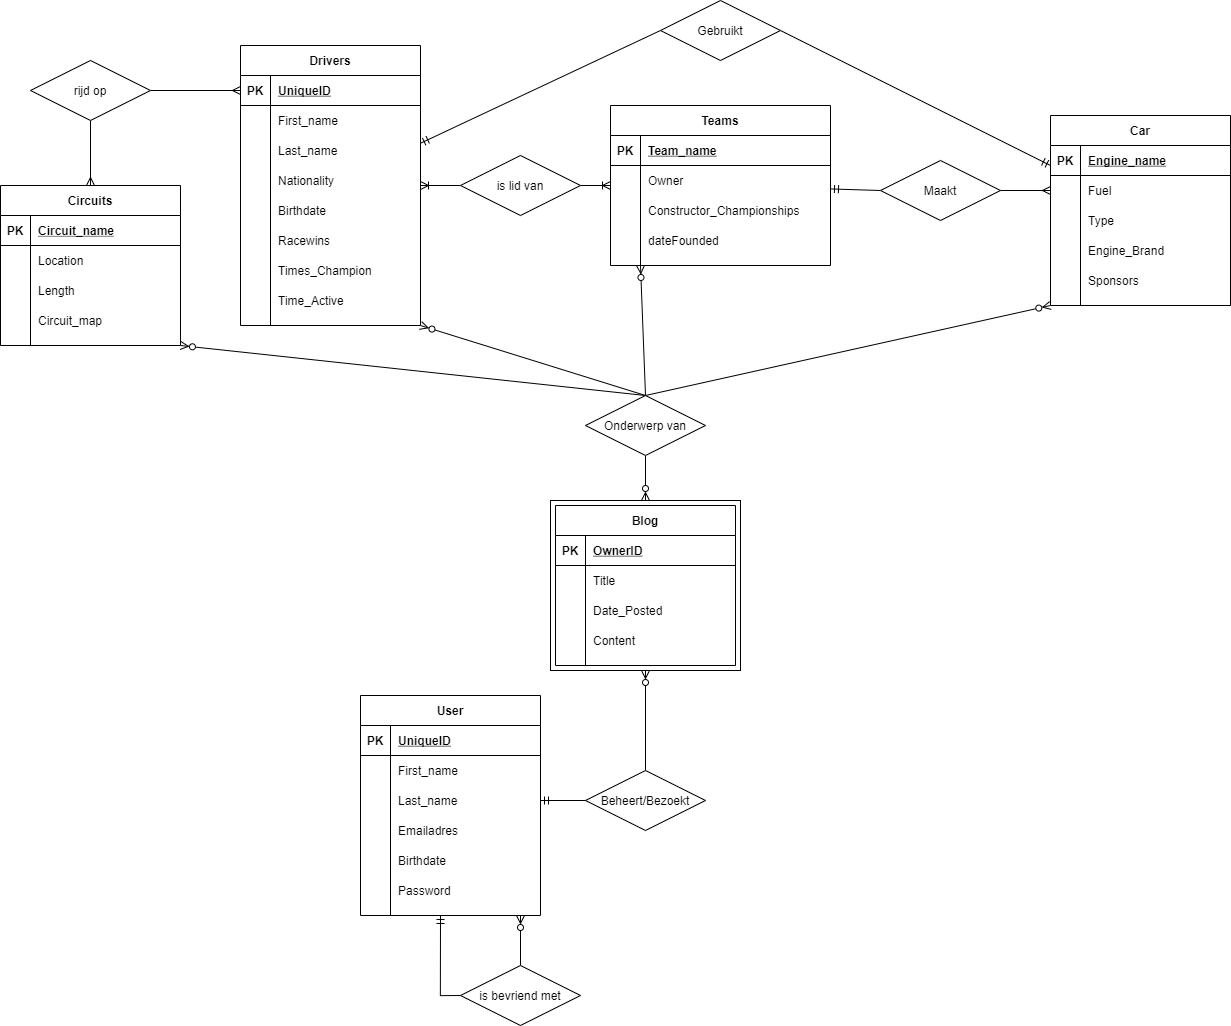 Gebruikt
Drivers
PK UniqueID
First_name
Last_name
Nationality
Birthdate
Racewins
Times_Champion
Time_Active
rijd op
Circuits
PK Circuit_name
Location
Length
Circuit_map
is lid van
Teams
PK Team_name
Owner
Constructor_Championships
dateFounded
Maakt
Car
PK Engine_name
Fuel
Type
Engine_Brand
Sponsors
Onderwerp van
Blog
PK OwnerID
Title
Date_Posted
Content
User
PK UniqueID
First_name
Last_name
Emailadres
Birthdate
Password
Beheert/Bezoekt
is bevriend met